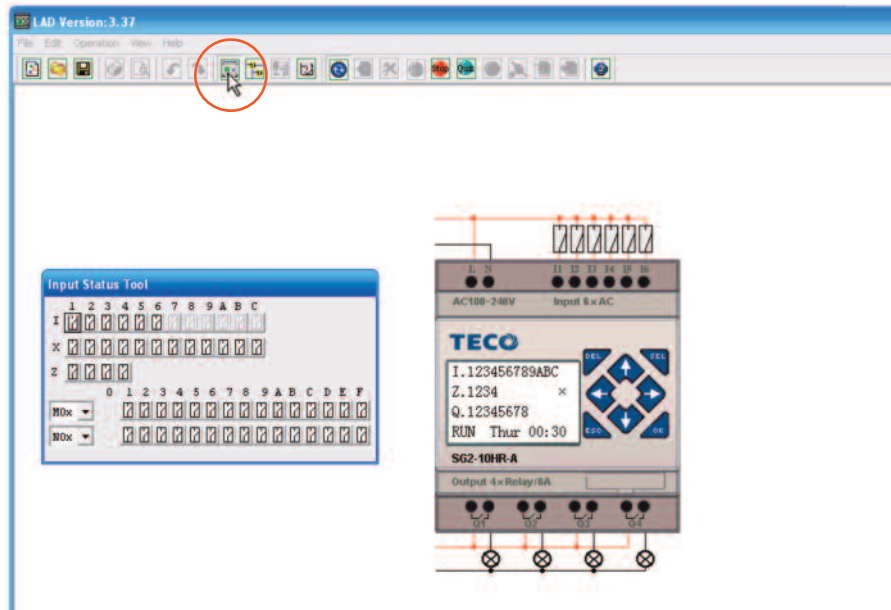 LAD Version:3.37
File Edit Operation View Help
Stop Quit
Input Status Tool
1 2 3 4 5 6 7 8 9 A B C
I
X
Z
0 1 2 3 4 5 6 7 8 9 A B C D E F
M0x
N0x
L N I1 I2 I3 I4 I5 I6
AC100-240V Input 6×AC
TECO
DEL SEL
I.123456789ABC
Z.1234 ×
Q.12345678
RUN Thur 00:30
ESC OK
SG2-10HR-A
Output 4×Relay/8A
Q1 Q2 Q3 Q4